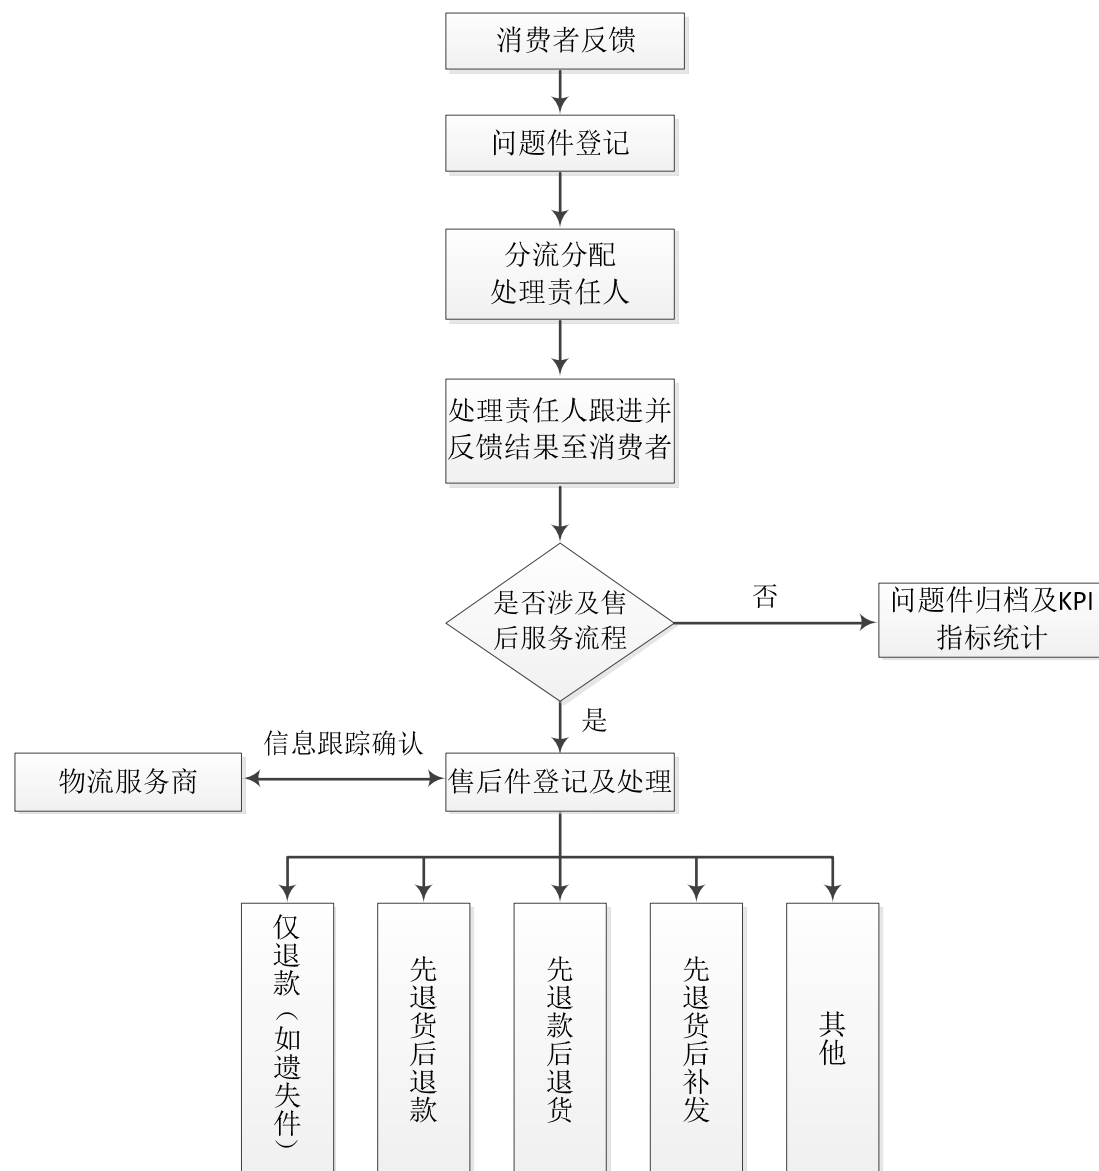 消费者反馈
问题件登记
分流分配
处理责任人
处理责任人跟进并
反馈结果至消费者
是否涉及售
后服务流程
否
问题件归档及KPI
指标统计
是
信息跟踪确认
物流服务商
售后件登记及处理
仅退款（如遗失件）
先退货后退款
先退款后退货
先退货后补发
其他